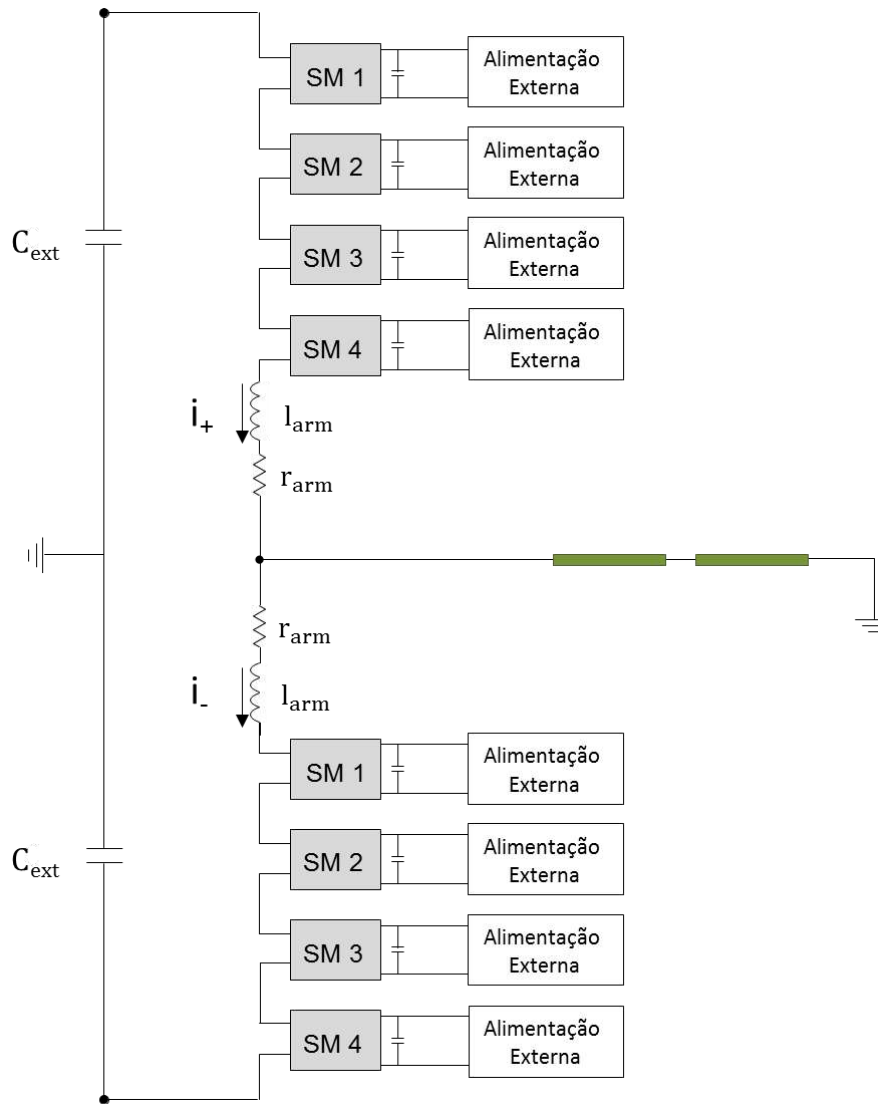 SM 1
Alimentação
Externa
SM 2
Alimentação
Externa
C_ext
SM 3
Alimentação
Externa
SM 4
Alimentação
Externa
i_+
l_arm
r_arm
r_arm
i_-
l_arm
SM 1
Alimentação
Externa
C_ext
SM 2
Alimentação
Externa
SM 3
Alimentação
Externa
SM 4
Alimentação
Externa